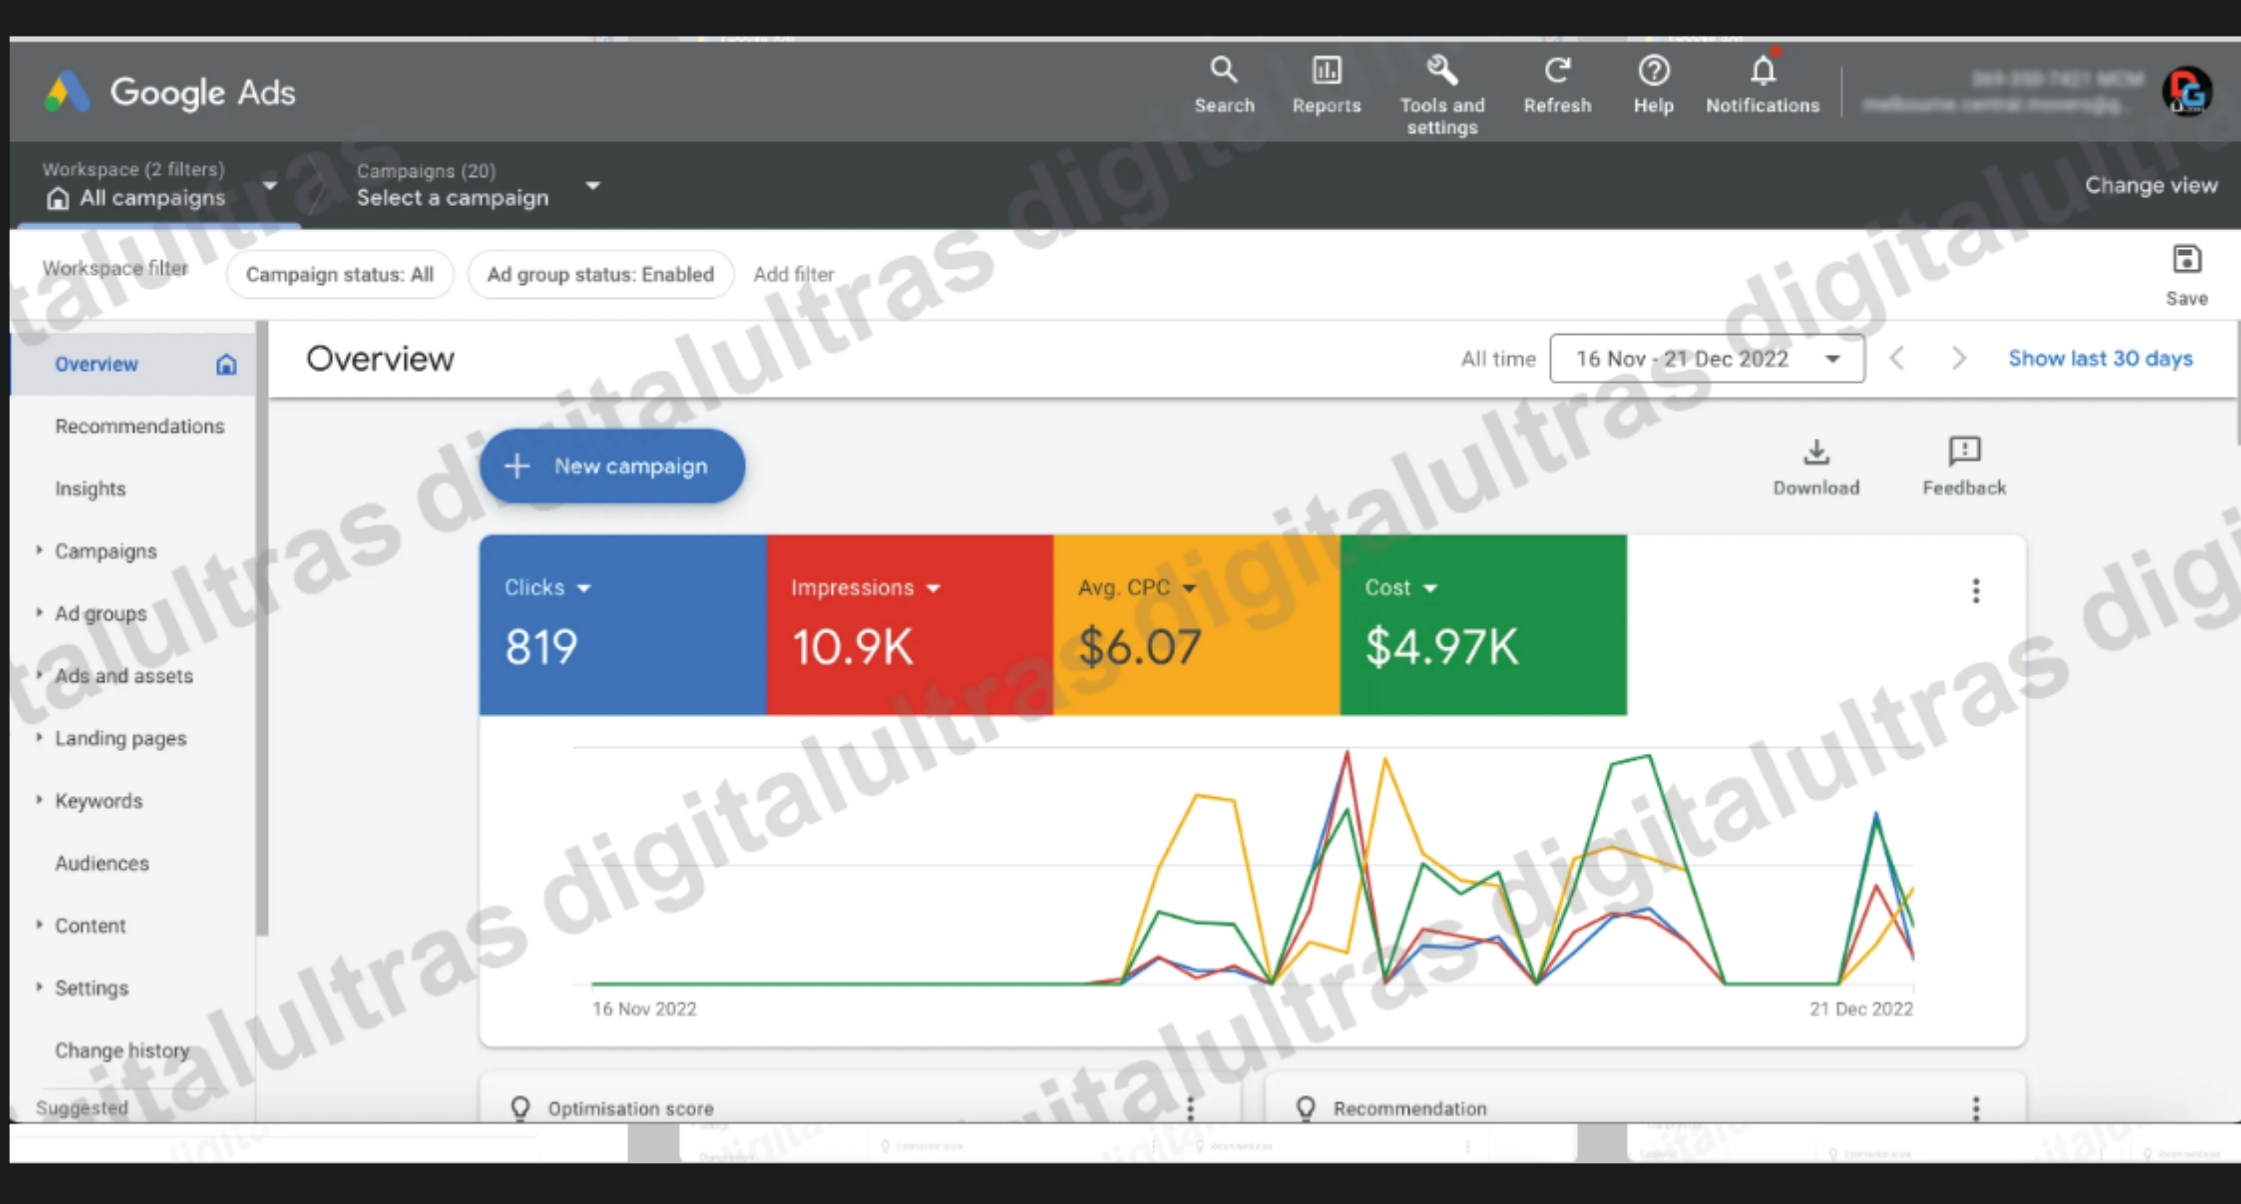 Google Ads
Search
Reports
Tools and
settings
Refresh
Help
Notifications
Workspace (2 filters)
All campaigns
Campaigns (20)
Select a campaign
Change view
Workspace filter
Campaign status: All
Ad group status: Enabled
Add filter
Save
Overview
Recommendations
Insights
Campaigns
Ad groups
Ads and assets
Landing pages
Keywords
Audiences
Content
Settings
Change history
Suggested
Overview
All time
16 Nov - 21 Dec 2022
Show last 30 days
New campaign
Download
Feedback
Clicks
819
Impressions
10.9K
Avg. CPC
$6.07
Cost
$4.97K
16 Nov 2022
21 Dec 2022
Optimisation score
Recommendation
digitalultras digitalultras digitalultras